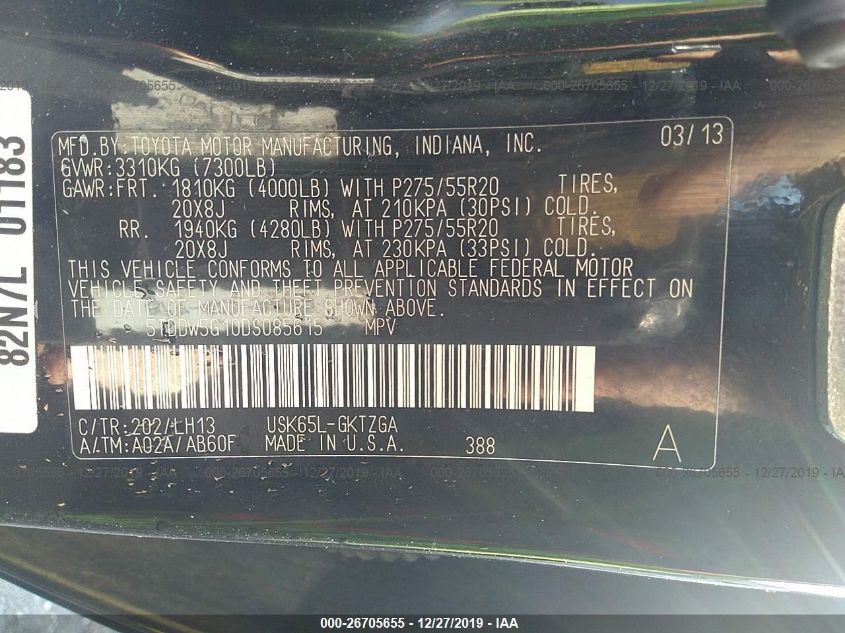 82N7L 01183
MFD.BY:TOYOTA MOTOR MANUFACTURING, INDIANA, INC. 03/13
GVWR:3310KG (7300LB)
GAWR:FRT. 1810KG (4000LB) WITH P275/55R20 TIRES,
20X8J RIMS, AT 210KPA (30PSI) COLD.
RR. 1940KG (4280LB) WITH P275/55R20 TIRES,
20X8J RIMS, AT 230KPA (33PSI) COLD.
THIS VEHICLE CONFORMS TO ALL APPLICABLE FEDERAL MOTOR
VEHICLE SAFETY AND THEFT PREVENTION STANDARDS IN EFFECT ON
THE DATE OF MANUFACTURE SHOWN ABOVE.
5TDDW5G10DS085615 MPV
C/TR:202/LH13 USK65L-GKTZGA
A/TM:A02A/AB60F MADE IN U.S.A. 388 A
000-26705655 - 12/27/2019 - IAA